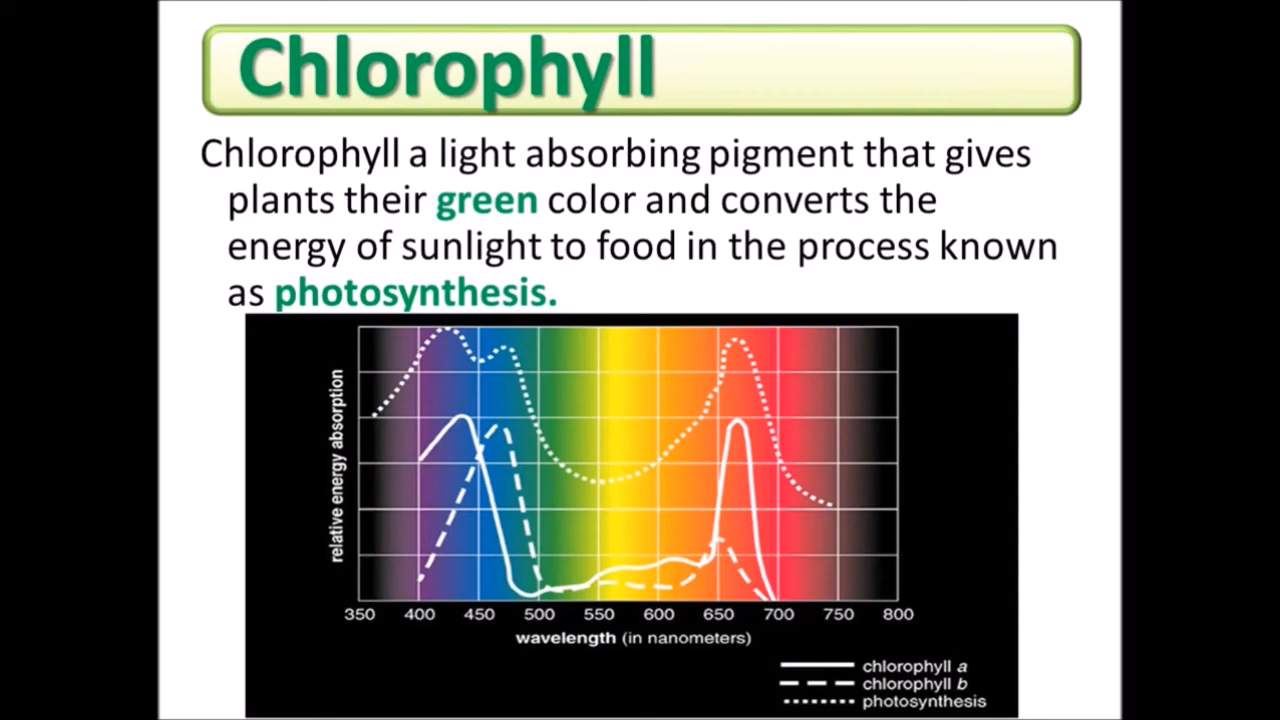 Chlorophyll
Chlorophyll a light absorbing pigment that gives
plants their green color and converts the
energy of sunlight to food in the process known
as photosynthesis.
relative energy absorption
350 400 450 500 550 600 650 700 750 800
wavelength (in nanometers)
chlorophyll a
chlorophyll b
photosynthesis